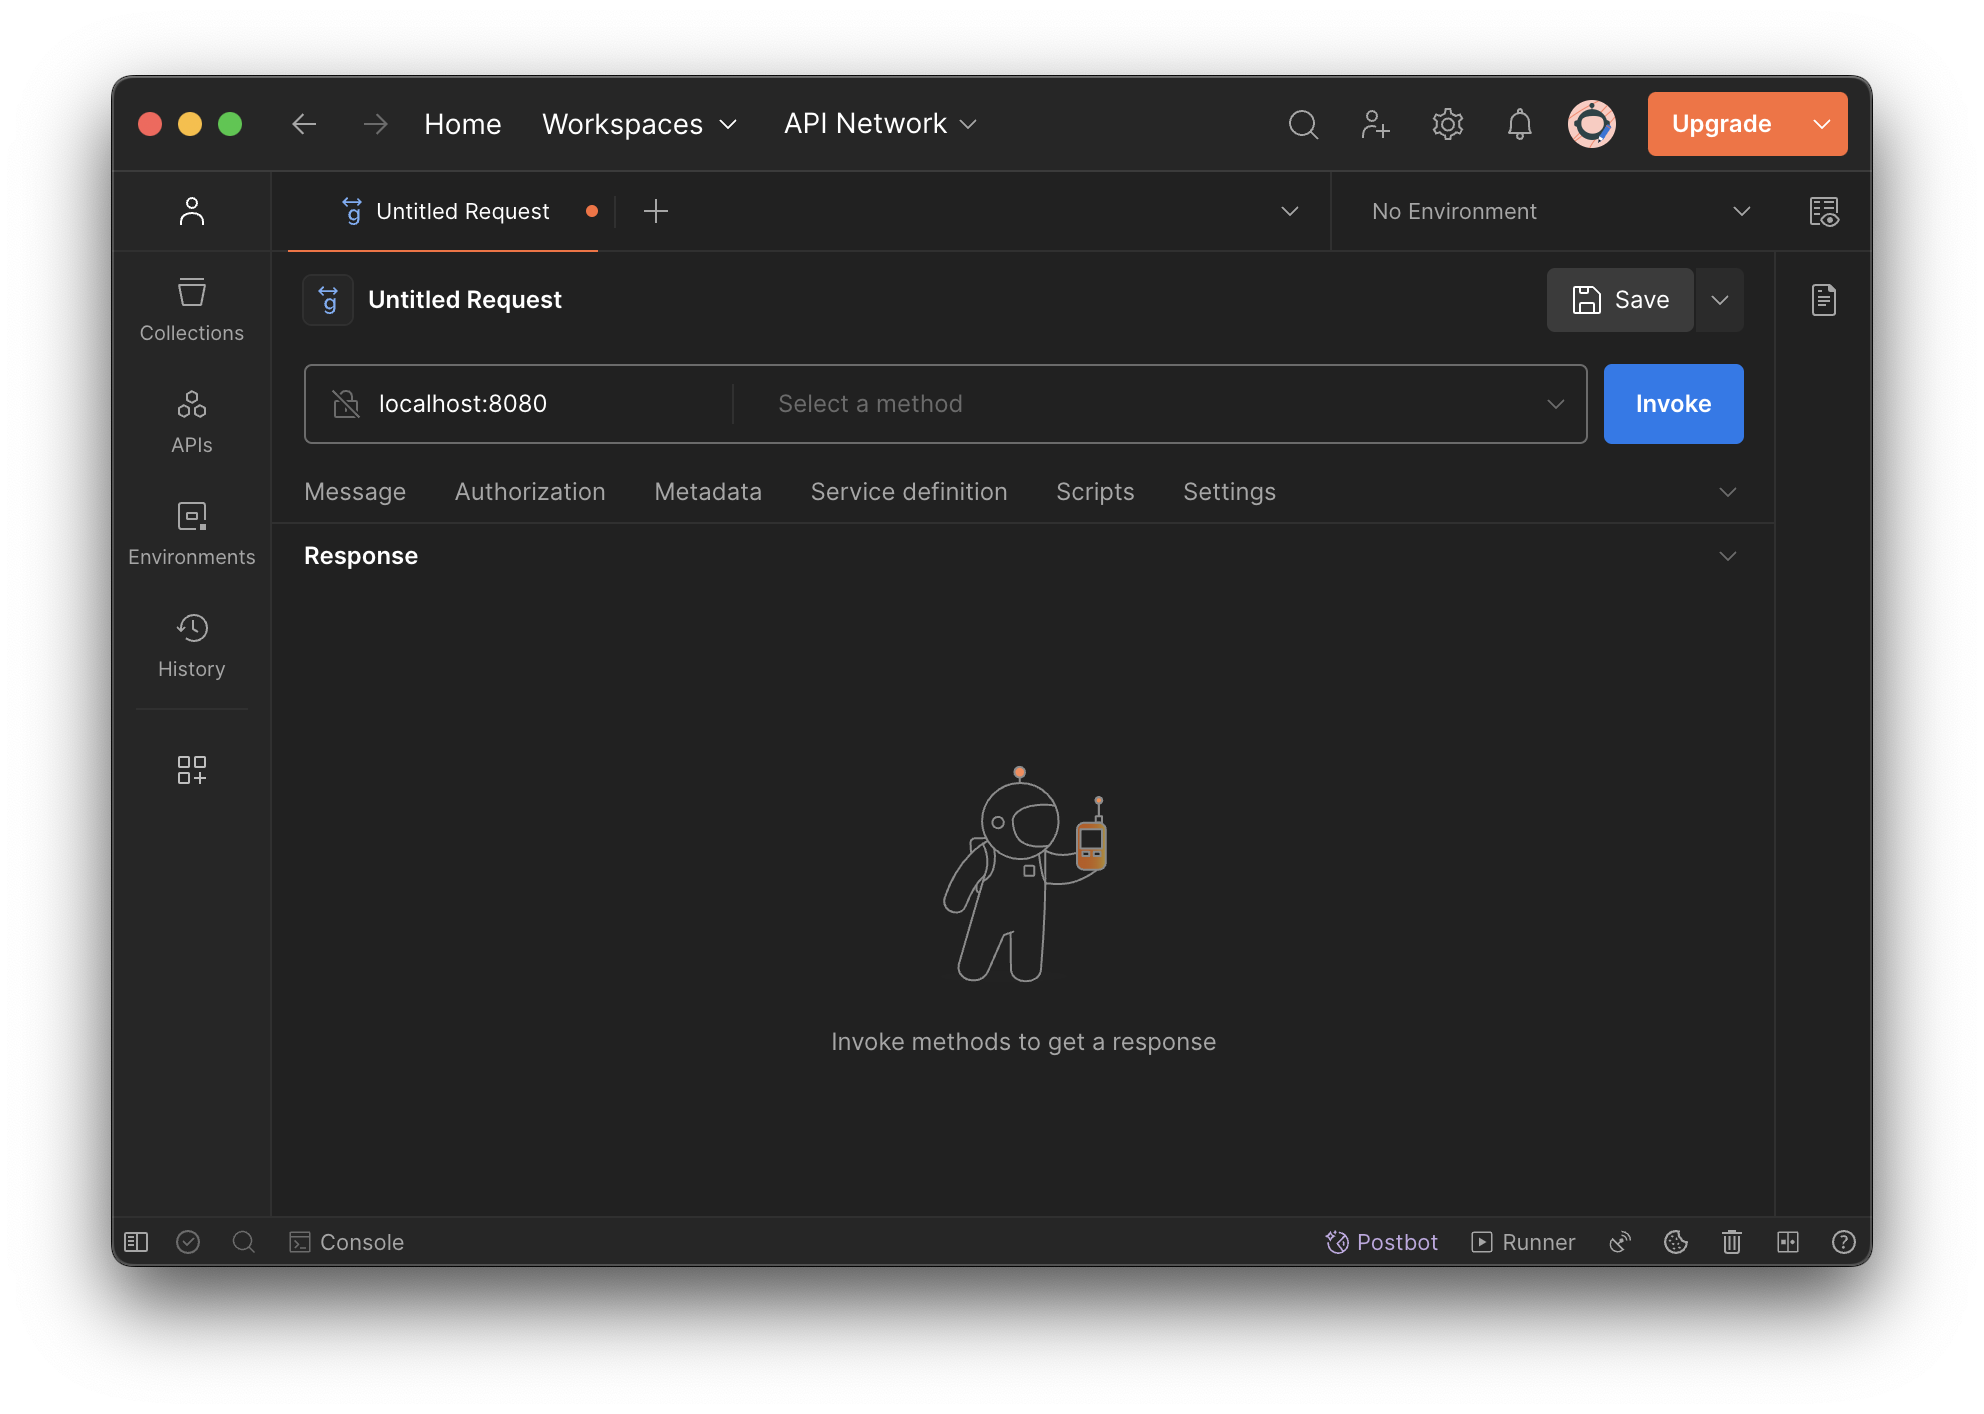 Home Workspaces API Network Upgrade
g Untitled Request No Environment
g Untitled Request Save
localhost:8080 Select a method Invoke
Message Authorization Metadata Service definition Scripts Settings
Response
Collections
APIs
Environments
History
Invoke methods to get a response
Console Postbot Runner ?